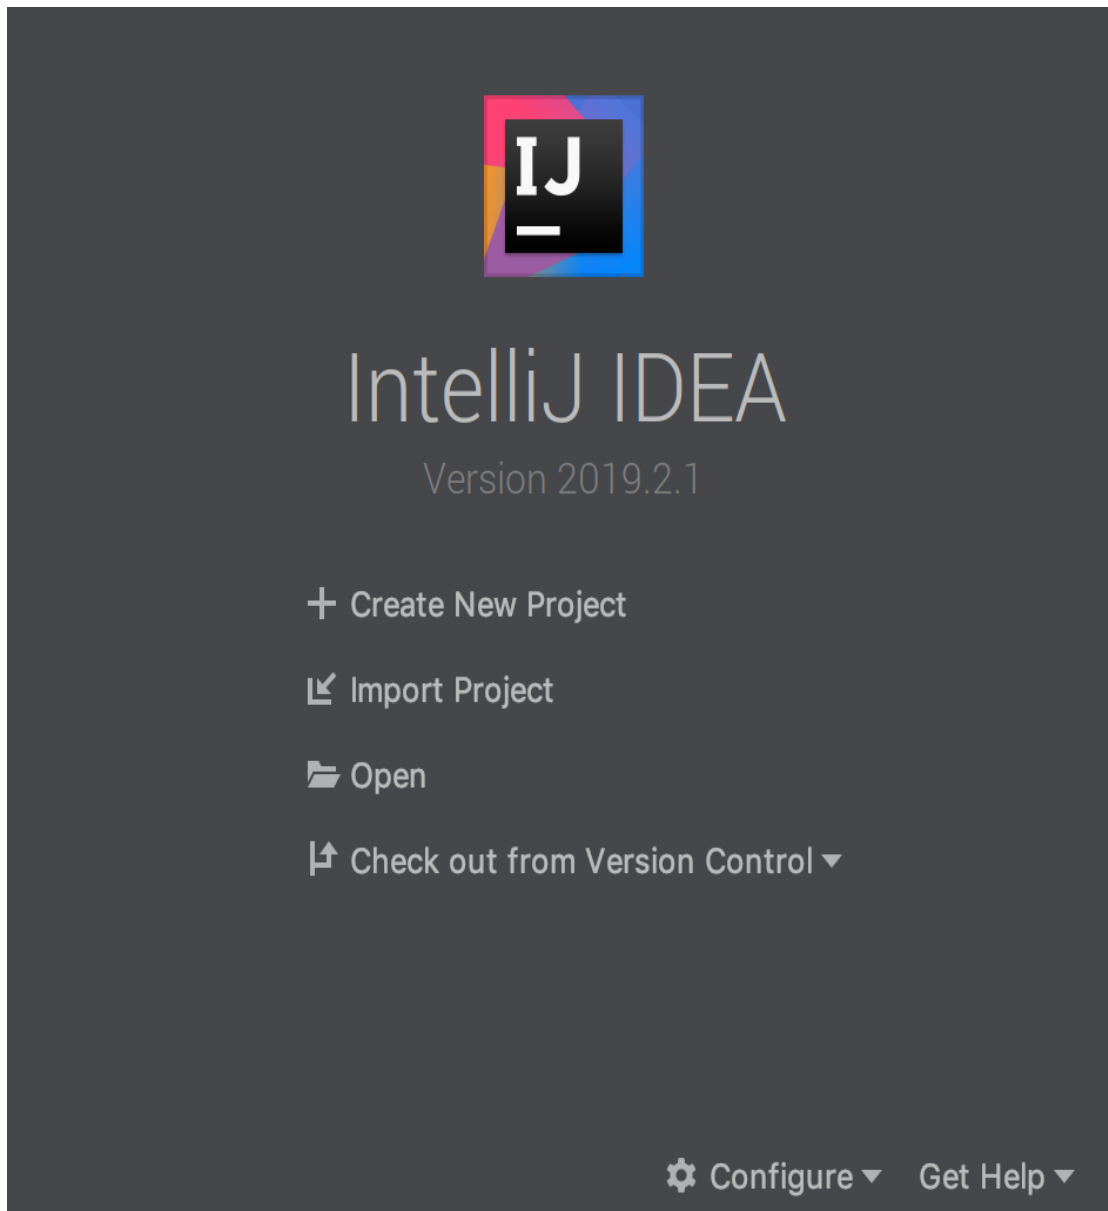 IJ
IntelliJ IDEA
Version 2019.2.1
Create New Project
Import Project
Open
Check out from Version Control
Configure Get Help